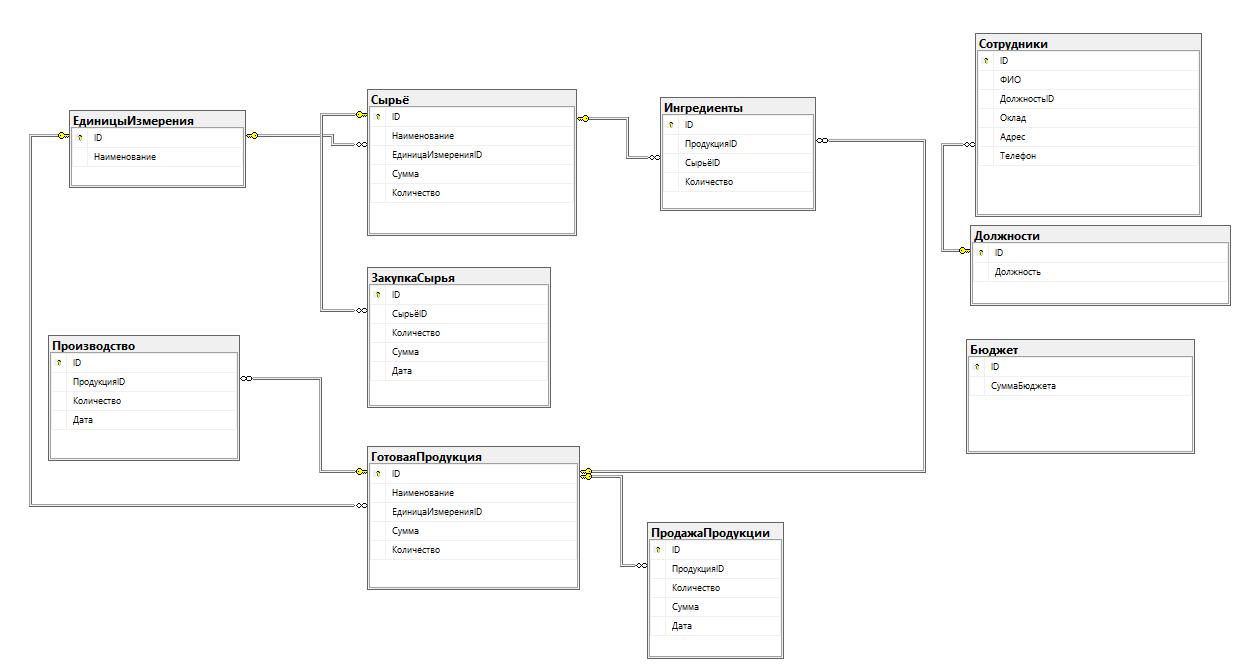 ЕдиницыИзмерения
ID
Наименование
Сырьё
ID
Наименование
ЕдиницаИзмеренияID
Сумма
Количество
Ингредиенты
ID
ПродукцияID
СырьёID
Количество
Сотрудники
ID
ФИО
ДолжностьID
Оклад
Адрес
Телефон
Должности
ID
Должность
ЗакупкаСырья
ID
СырьёID
Количество
Сумма
Дата
Производство
ID
ПродукцияID
Количество
Дата
Бюджет
ID
СуммаБюджета
ГотоваяПродукция
ID
Наименование
ЕдиницаИзмеренияID
Сумма
Количество
ПродажаПродукции
ID
ПродукцияID
Количество
Сумма
Дата